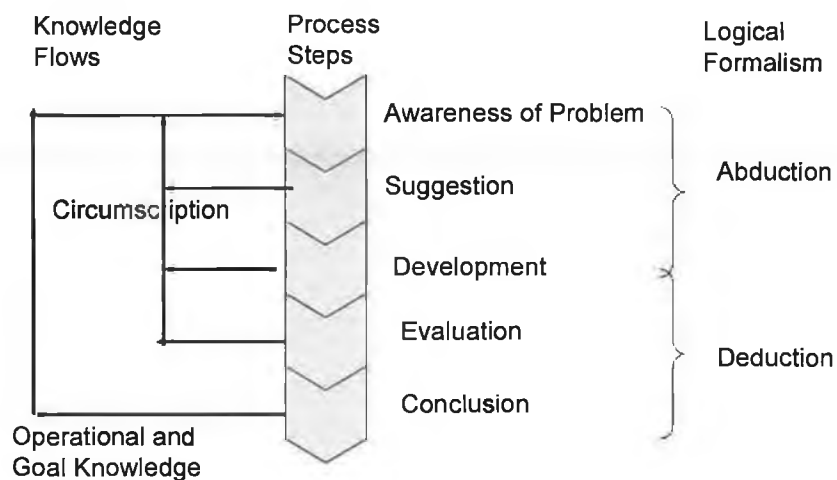 Knowledge
Flows
Process
Steps
Logical
Formalism
Awareness of Problem
Suggestion
Abduction
Circumscription
Development
Evaluation
Deduction
Conclusion
Operational and
Goal Knowledge